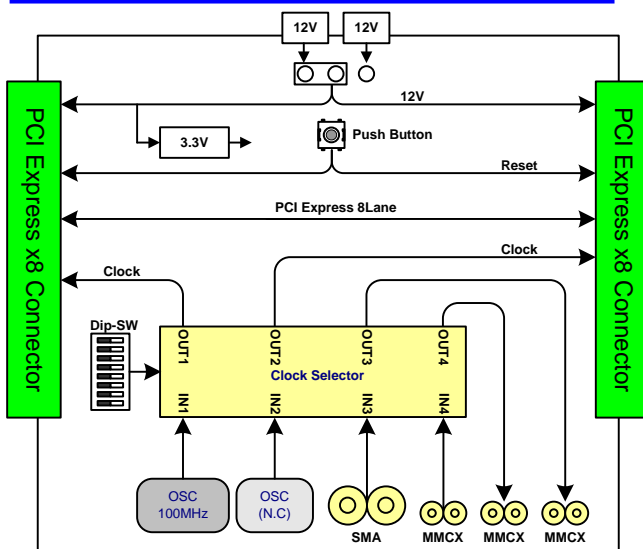 12V
12V
12V
3.3V
Push Button
Reset
PCI Express 8Lane
Clock
Clock
PCI Express x8 Connector
PCI Express x8 Connector
Dip-SW
OUT1
OUT2
OUT3
OUT4
Clock Selector
IN1
IN2
IN3
IN4
OSC
100MHz
OSC
(N.C)
SMA
MMCX
MMCX
MMCX